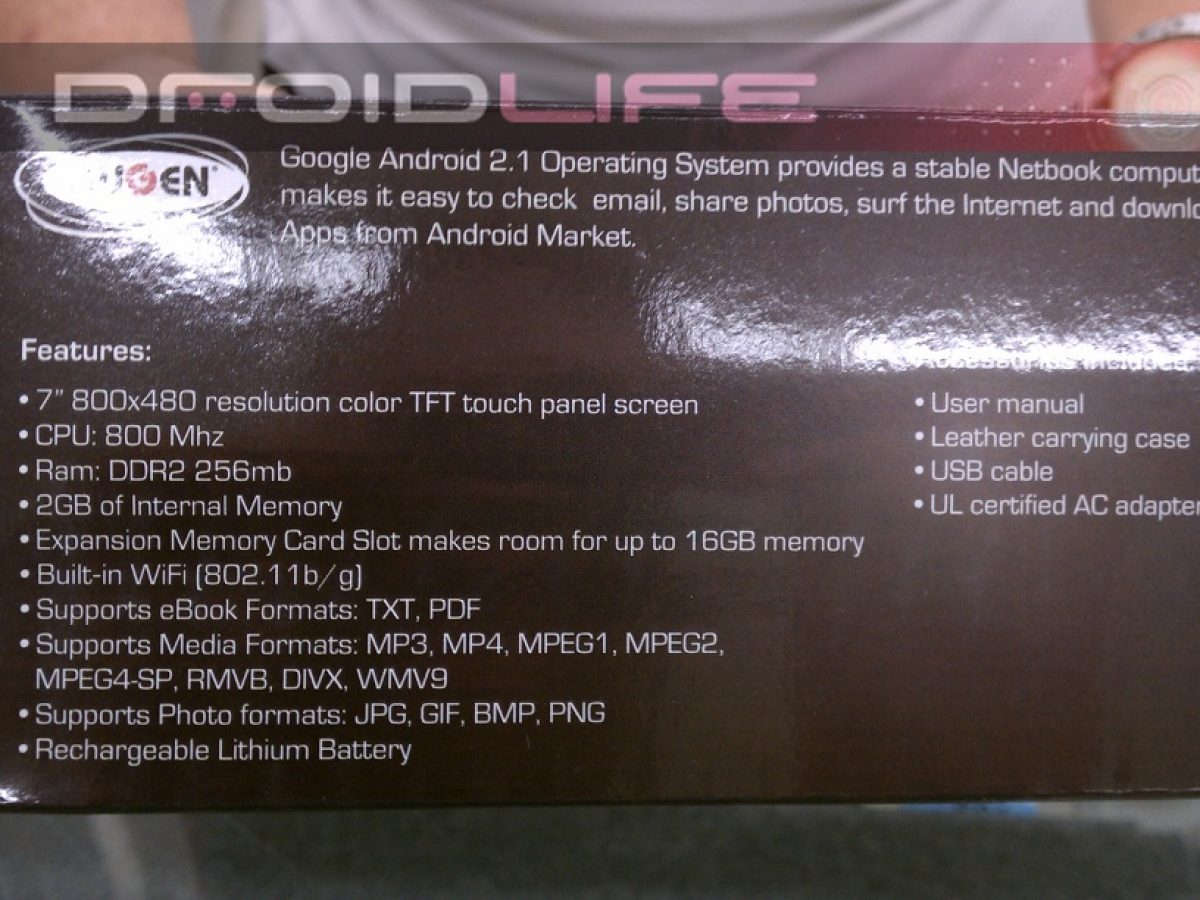 DROIDLIFE
Google Android 2.1 Operating System provides a stable Netbook
makes it easy to check email, share photos, surf the Internet and
Apps from Android Market.
Features:
• 7" 800x480 resolution color TFT touch panel screen
• CPU: 800 Mhz
• Ram: DDR2 256mb
• 2GB of Internal Memory
• Expansion Memory Card Slot makes room for up to 16GB memory
• Built-in WiFi (802.11b/g)
• Supports eBook Formats: TXT, PDF
• Supports Media Formats: MP3, MP4, MPEG1, MPEG2,
MPEG4-SP, RMVB, DIVX, WMV9
• Supports Photo formats: JPG, GIF, BMP, PNG
• Rechargeable Lithium Battery
Accessories included
• User manual
• Leather carrying case
• USB cable
• UL certified AC adapter